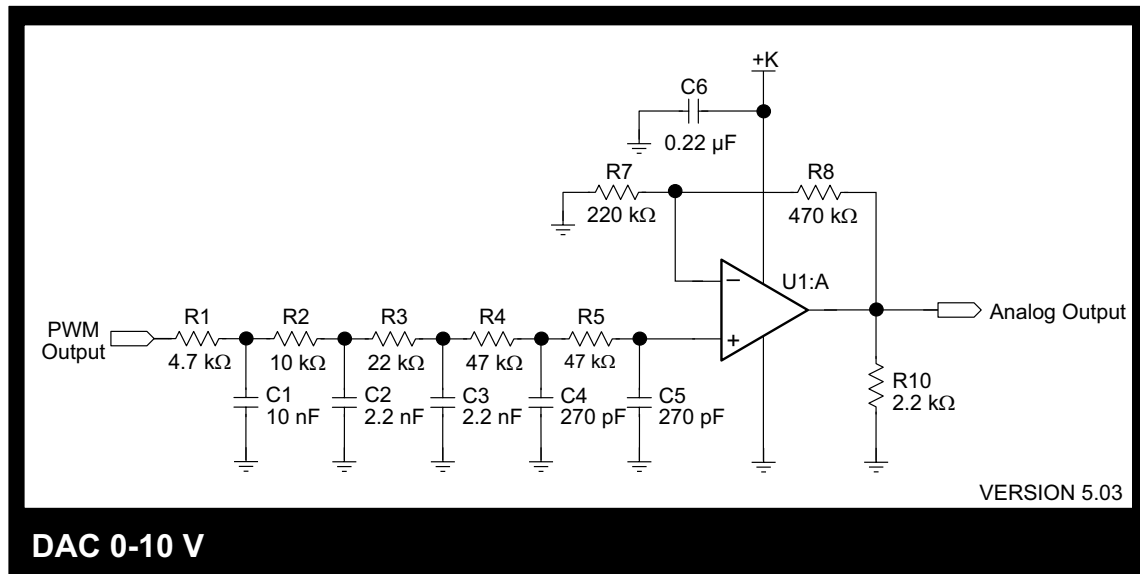 +K
C6
0.22 µF
R7
220 kΩ
R8
470 kΩ
U1:A
−
+
PWM
Output
R1
4.7 kΩ
R2
10 kΩ
R3
22 kΩ
R4
47 kΩ
R5
47 kΩ
Analog Output
C1
10 nF
C2
2.2 nF
C3
2.2 nF
C4
270 pF
C5
270 pF
R10
2.2 kΩ
VERSION 5.03
DAC 0-10 V